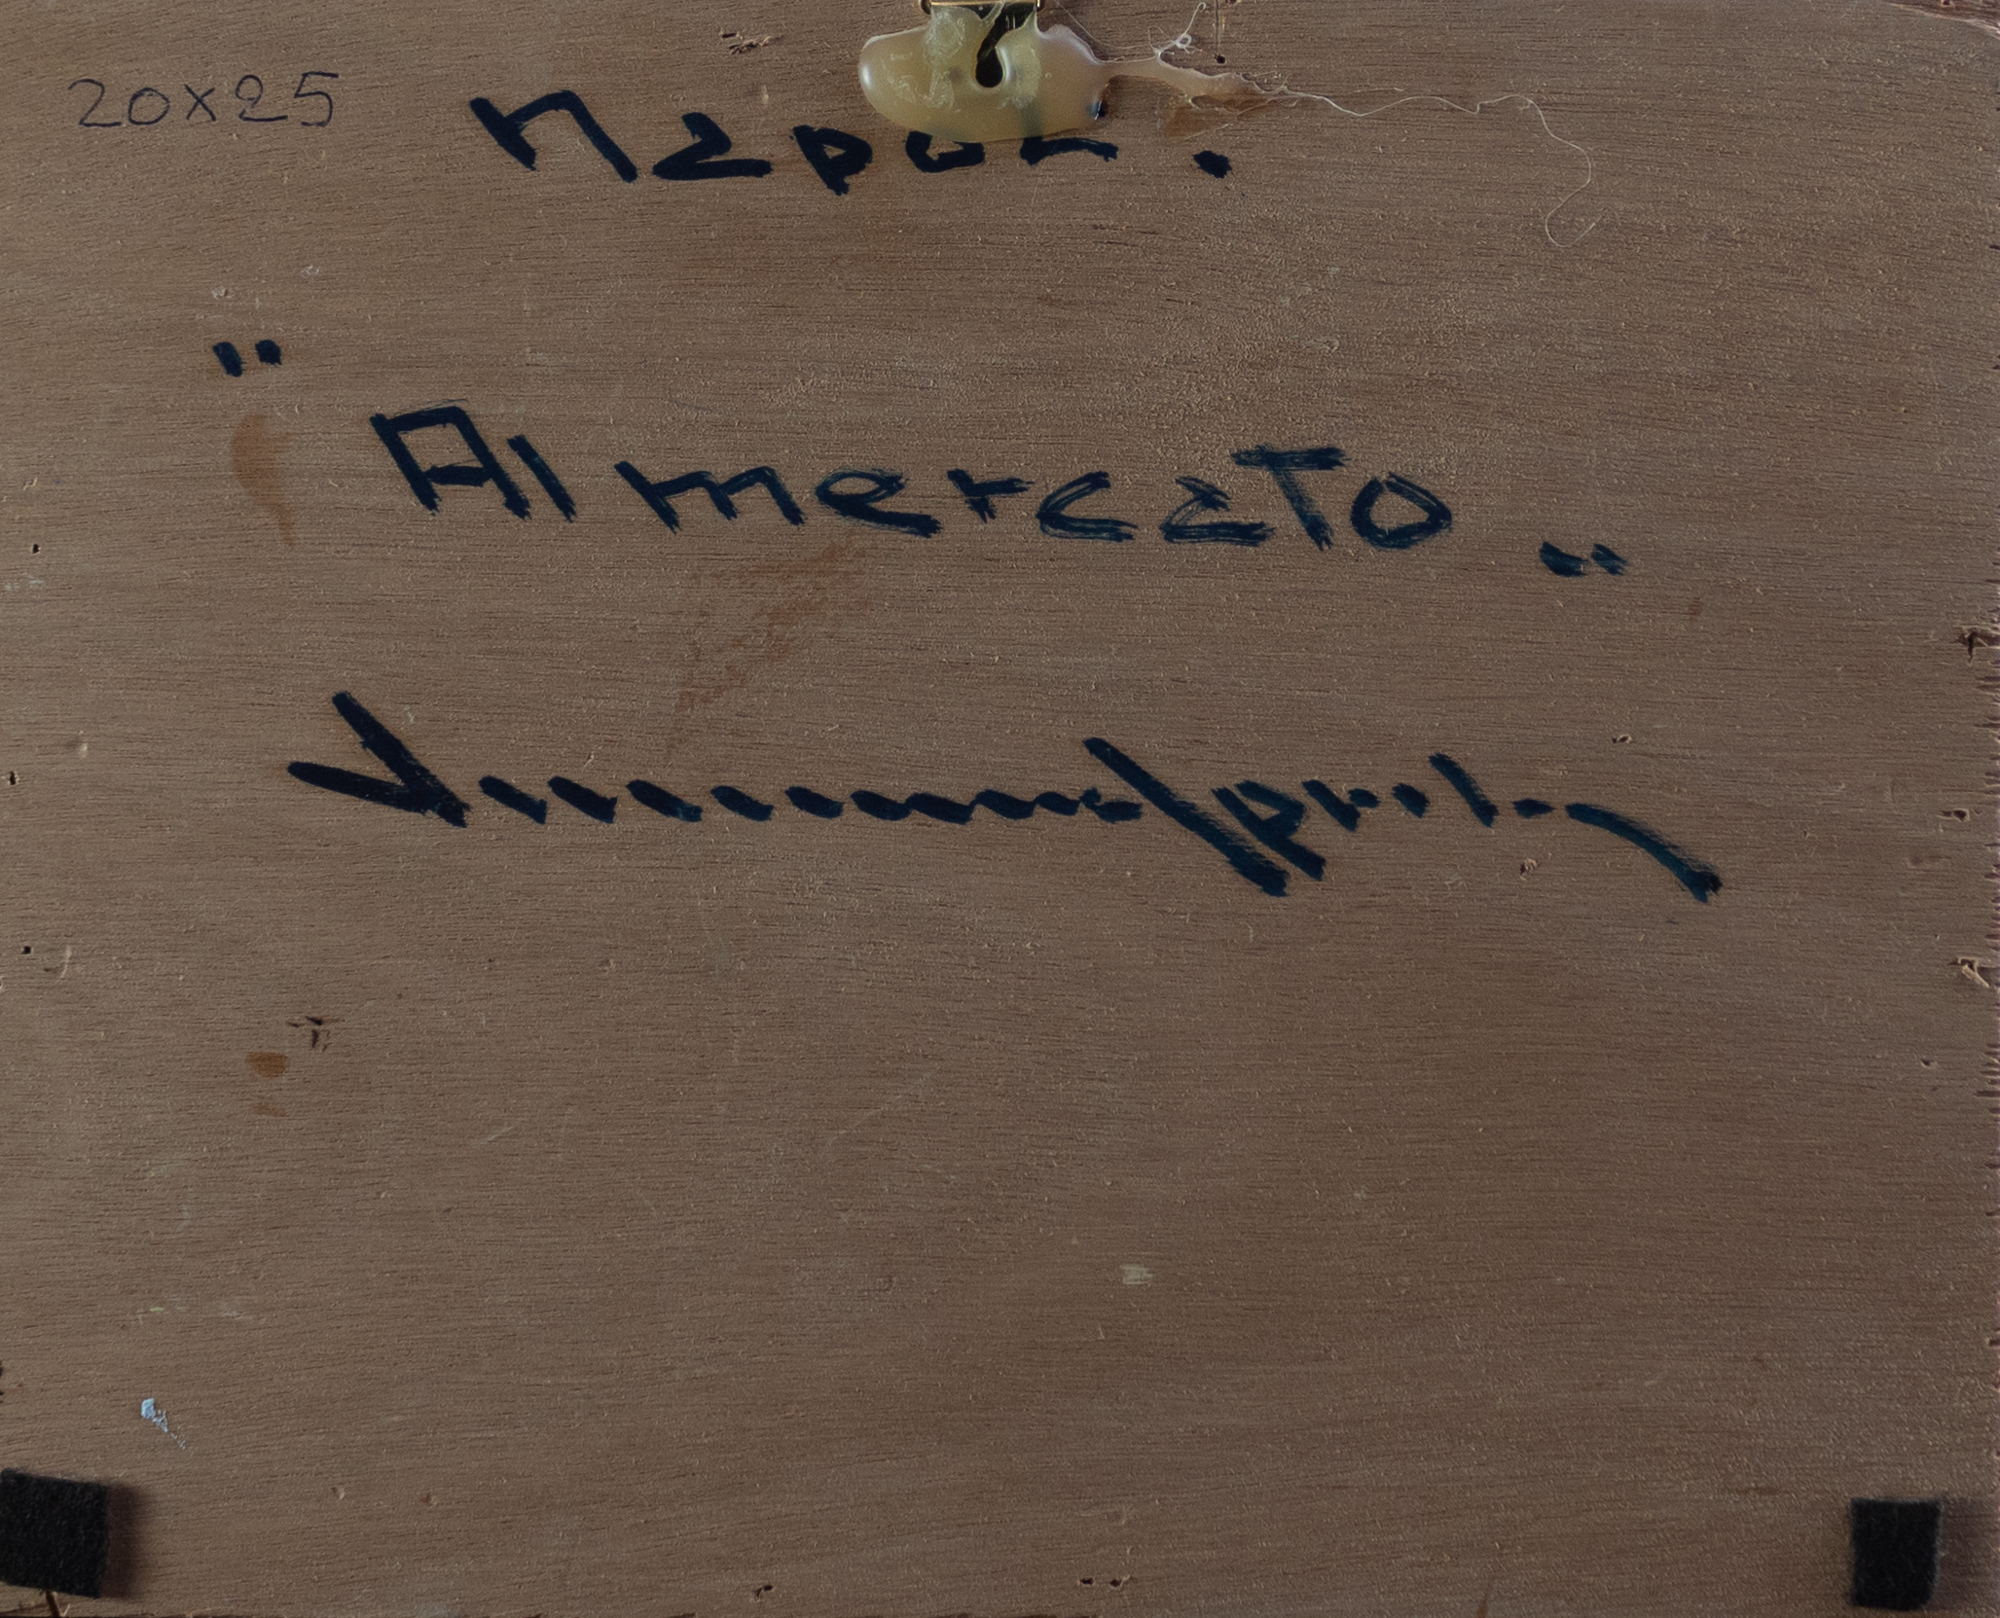 20x25
Napoli
"Al mercato"